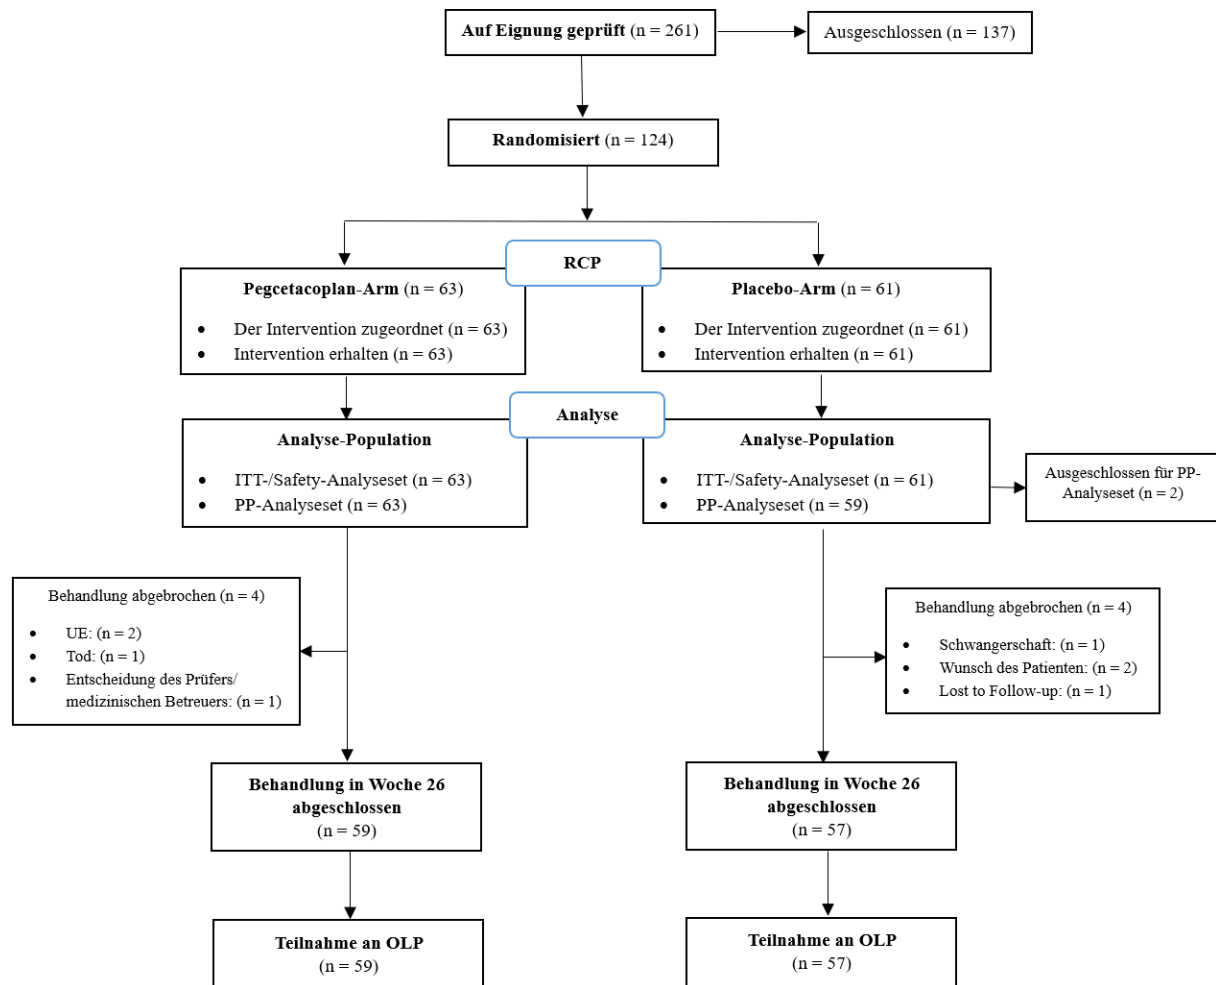 Auf Eignung geprüft (n = 261)
Ausgeschlossen (n = 137)
Randomisiert (n = 124)
RCP
Pegcetacoplan-Arm (n = 63)
• Der Intervention zugeordnet (n = 63)
• Intervention erhalten (n = 63)
Placebo-Arm (n = 61)
• Der Intervention zugeordnet (n = 61)
• Intervention erhalten (n = 61)
Analyse
Analyse-Population
• ITT-/Safety-Analyseset (n = 63)
• PP-Analyseset (n = 63)
Analyse-Population
• ITT-/Safety-Analyseset (n = 61)
• PP-Analyseset (n = 59)
Ausgeschlossen für PP-
Analyseset (n = 2)
Behandlung abgebrochen (n = 4)
• UE: (n = 2)
• Tod: (n = 1)
• Entscheidung des Prüfers/
medizinischen Betreuers: (n = 1)
Behandlung abgebrochen (n = 4)
• Schwangerschaft: (n = 1)
• Wunsch des Patienten: (n = 2)
• Lost to Follow-up: (n = 1)
Behandlung in Woche 26
abgeschlossen
(n = 59)
Behandlung in Woche 26
abgeschlossen
(n = 57)
Teilnahme an OLP
(n = 59)
Teilnahme an OLP
(n = 57)